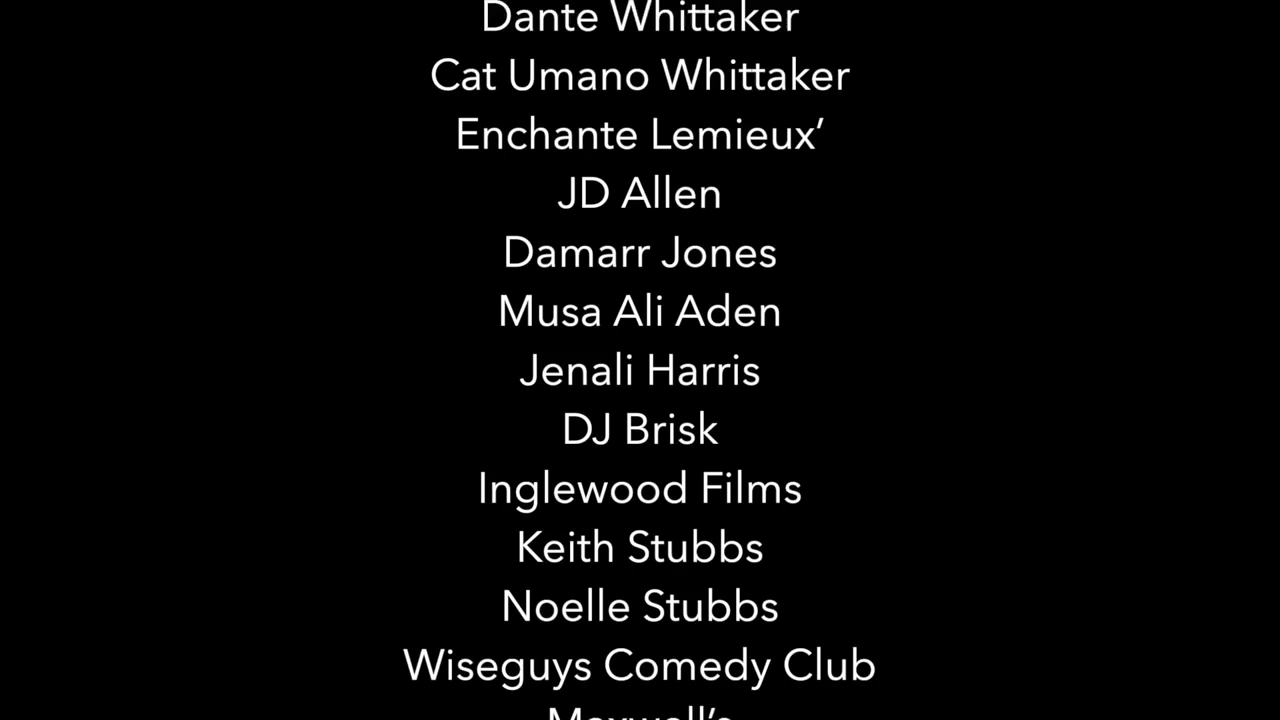 Dante Whittaker
Cat Umano Whittaker
Enchante Lemieux’
JD Allen
Damarr Jones
Musa Ali Aden
Jenali Harris
DJ Brisk
Inglewood Films
Keith Stubbs
Noelle Stubbs
Wiseguys Comedy Club
Maxwell’s